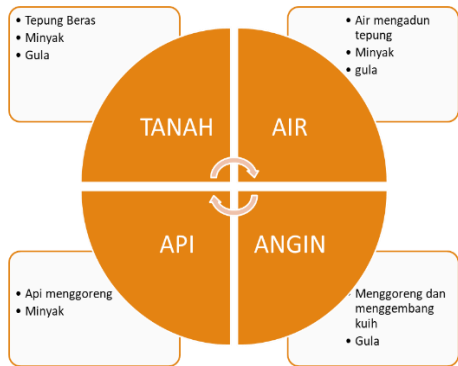 • Tepung Beras
• Minyak
• Gula
• Air mengadun
tepung
• Minyak
• gula
TANAH
AIR
API
ANGIN
• Api menggoreng
• Minyak
• Menggoreng dan
menggembang
kuih
• Gula